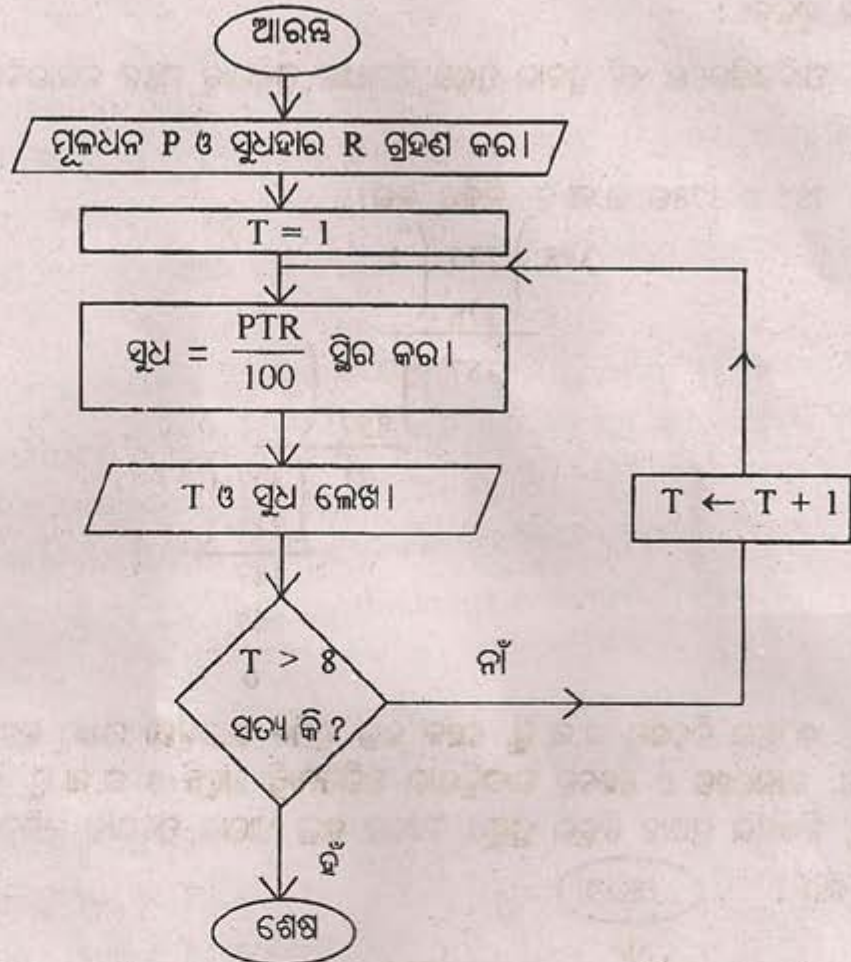 ଆରମ୍ଭ
ମୂଳଧନ P ଓ ସୁଧହାର R ଗ୍ରହଣ କର।
T = 1
ସୁଧ = PTR/100 ସ୍ଥିର କର।
T ଓ ସୁଧ ଲେଖ।
T ← T + 1
T > 8
ନାଁ
ସତ୍ୟ କି ?
ହଁ
ଶେଷ